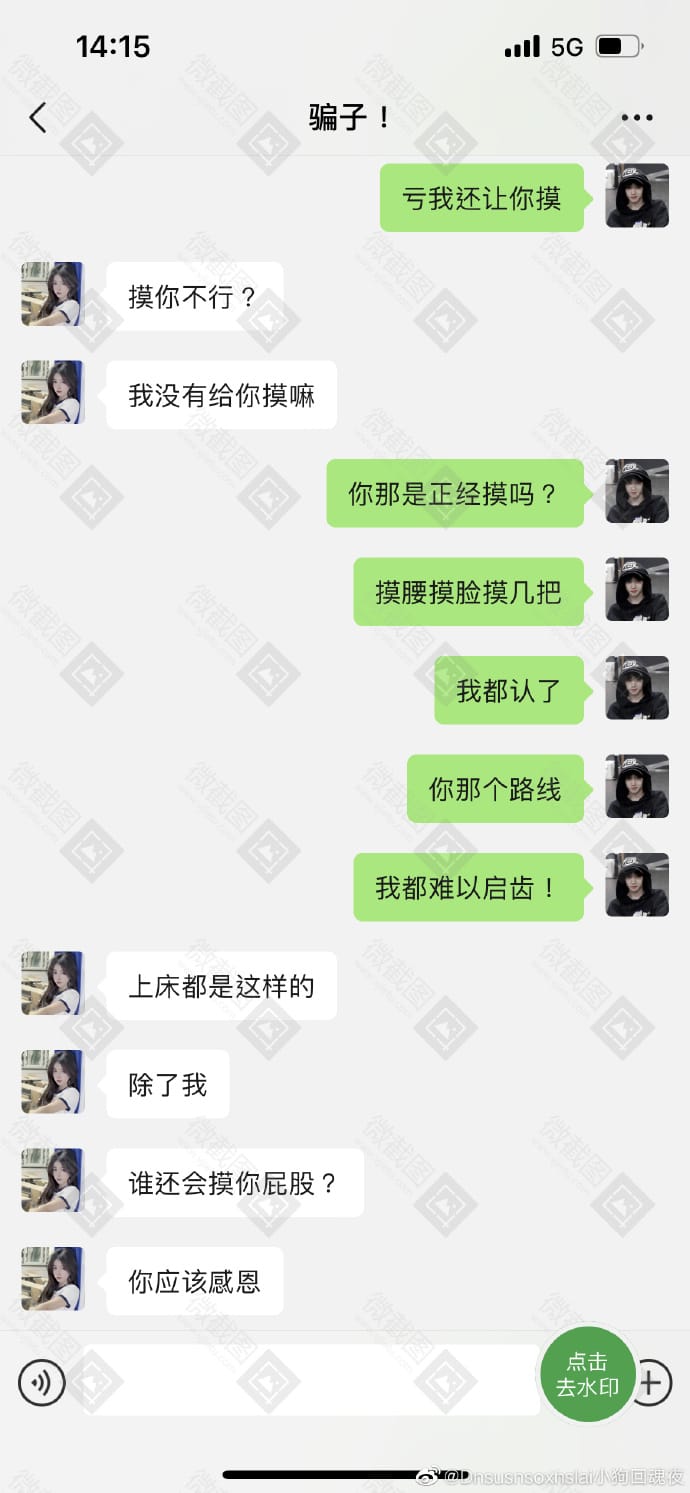 14:15
5G
骗子！
亏我还让你摸
摸你不行？
我没有给你摸嘛
你那是正经摸吗？
摸腰摸脸摸几把
我都认了
你那个路线
我都难以启齿！
上床都是这样的
除了我
谁还会摸你屁股？
你应该感恩
点击
去水印
@Dnsusnsoxhslai小狗回魂夜
微截图